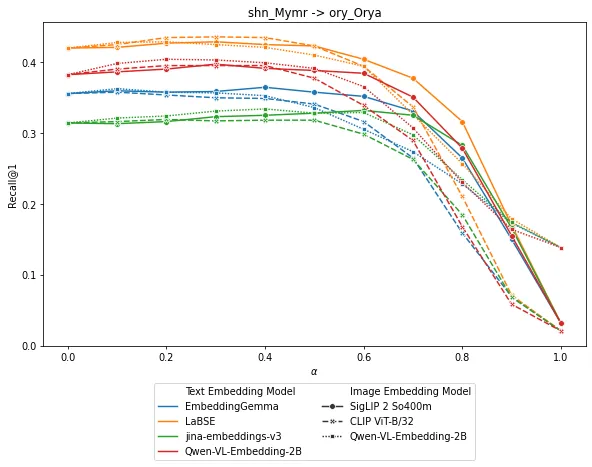 shn_Mymr -> ory_Orya
Recall@1
0.4
0.3
0.2
0.1
0.0
0.0 0.2 0.4 0.6 0.8 1.0
α
Text Embedding Model
EmbeddingGemma
LaBSE
jina-embeddings-v3
Qwen-VL-Embedding-2B
Image Embedding Model
SigLIP 2 So400m
CLIP ViT-B/32
Qwen-VL-Embedding-2B